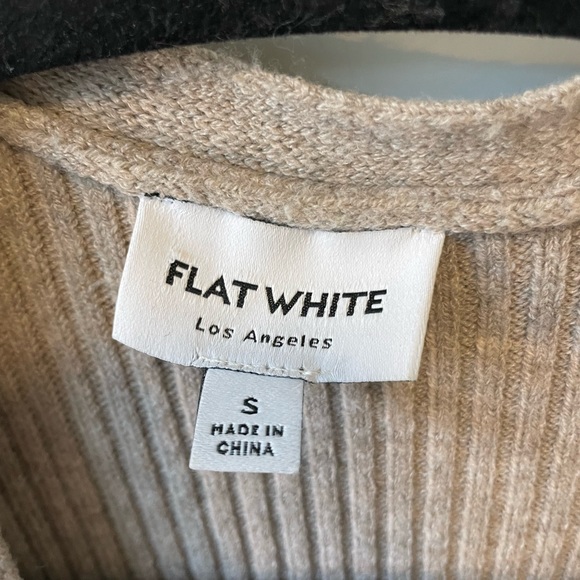 FLAT WHITE
Los Angeles
S
MADE IN
CHINA